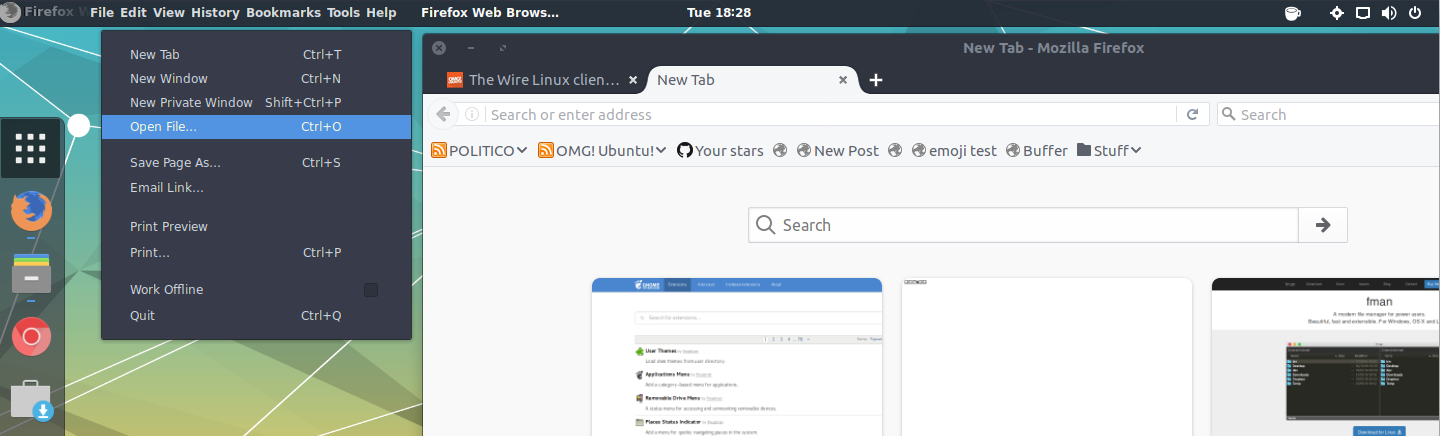 Firefox File Edit View History Bookmarks Tools Help Firefox Web Brows... Tue 18:28
New Tab Ctrl+T
New Window Ctrl+N
New Private Window Shift+Ctrl+P
Open File... Ctrl+O
Save Page As... Ctrl+S
Email Link...
Print Preview
Print... Ctrl+P
Work Offline
Quit Ctrl+Q
New Tab - Mozilla Firefox
The Wire Linux clien... New Tab
Search or enter address Search
POLITICO OMG! Ubuntu! Your stars New Post emoji test Buffer Stuff
Search
GNOME Extensions
Search for extensions...
User Themes by
Load shell themes from user directory.
Applications Menu by
Add a category-based menu for applications.
Removable Drive Menu by
A status menu for accessing and unmounting removable devices.
Places Status Indicator by
Add a menu for quickly navigating places in the system.
fman
A modern file manager for power users.
Beautiful, fast and extensible. For Windows, OS X and L
Download for Linux